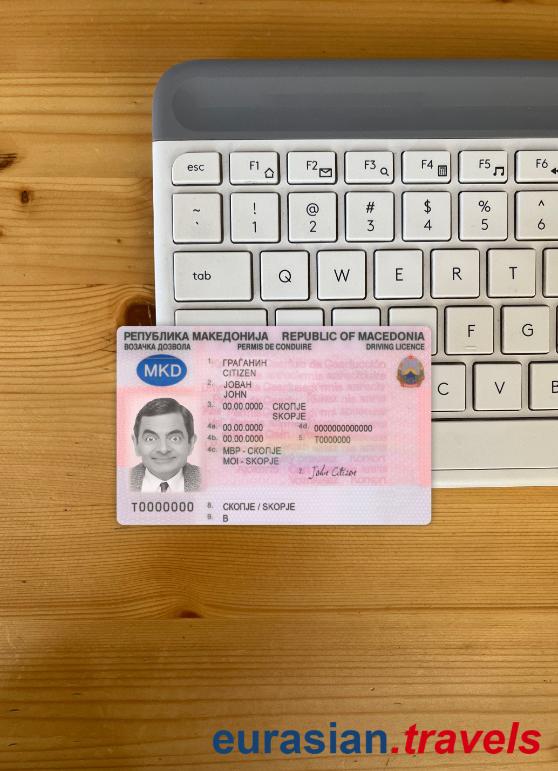 esc F1 F2 F3 F4 F5 F6
~ ! @ # $ % ^
` 1 2 3 4 5 6
tab Q W E R T
F G
C V B
РЕПУБЛИКА МАКЕДОНИЈА REPUBLIC OF MACEDONIA
ВОЗАЧКА ДОЗВОЛА PERMIS DE CONDUIRE DRIVING LICENCE
MKD
1. ГРАЃАНИН
CITIZEN
2. ЈОВАН
JOHN
3. 00.00.0000 СКОПЈЕ
SKOPJE
4a. 00.00.0000 4d. 0000000000000
4b. 00.00.0000 5. T0000000
4c. МВР - СКОПЈЕ
MOI - SKOPJE
7. John Citizen
T0000000
8. СКОПЈЕ / SKOPJE
9. B
eurasian.travels